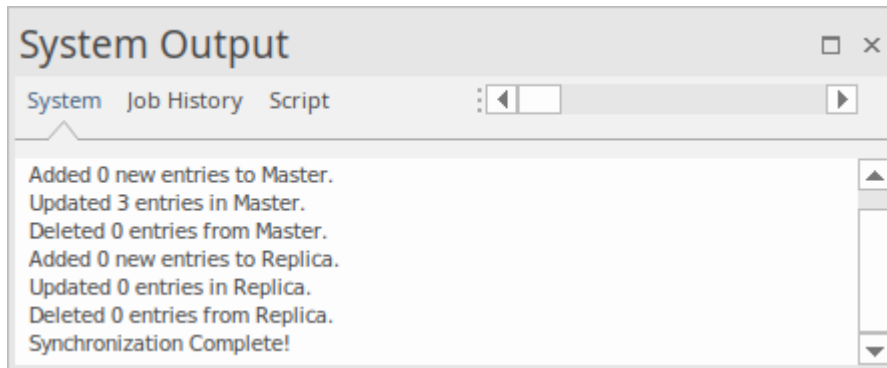 System Output
System Job History Script
Added 0 new entries to Master.
Updated 3 entries in Master.
Deleted 0 entries from Master.
Added 0 new entries to Replica.
Updated 0 entries in Replica.
Deleted 0 entries from Replica.
Synchronization Complete!